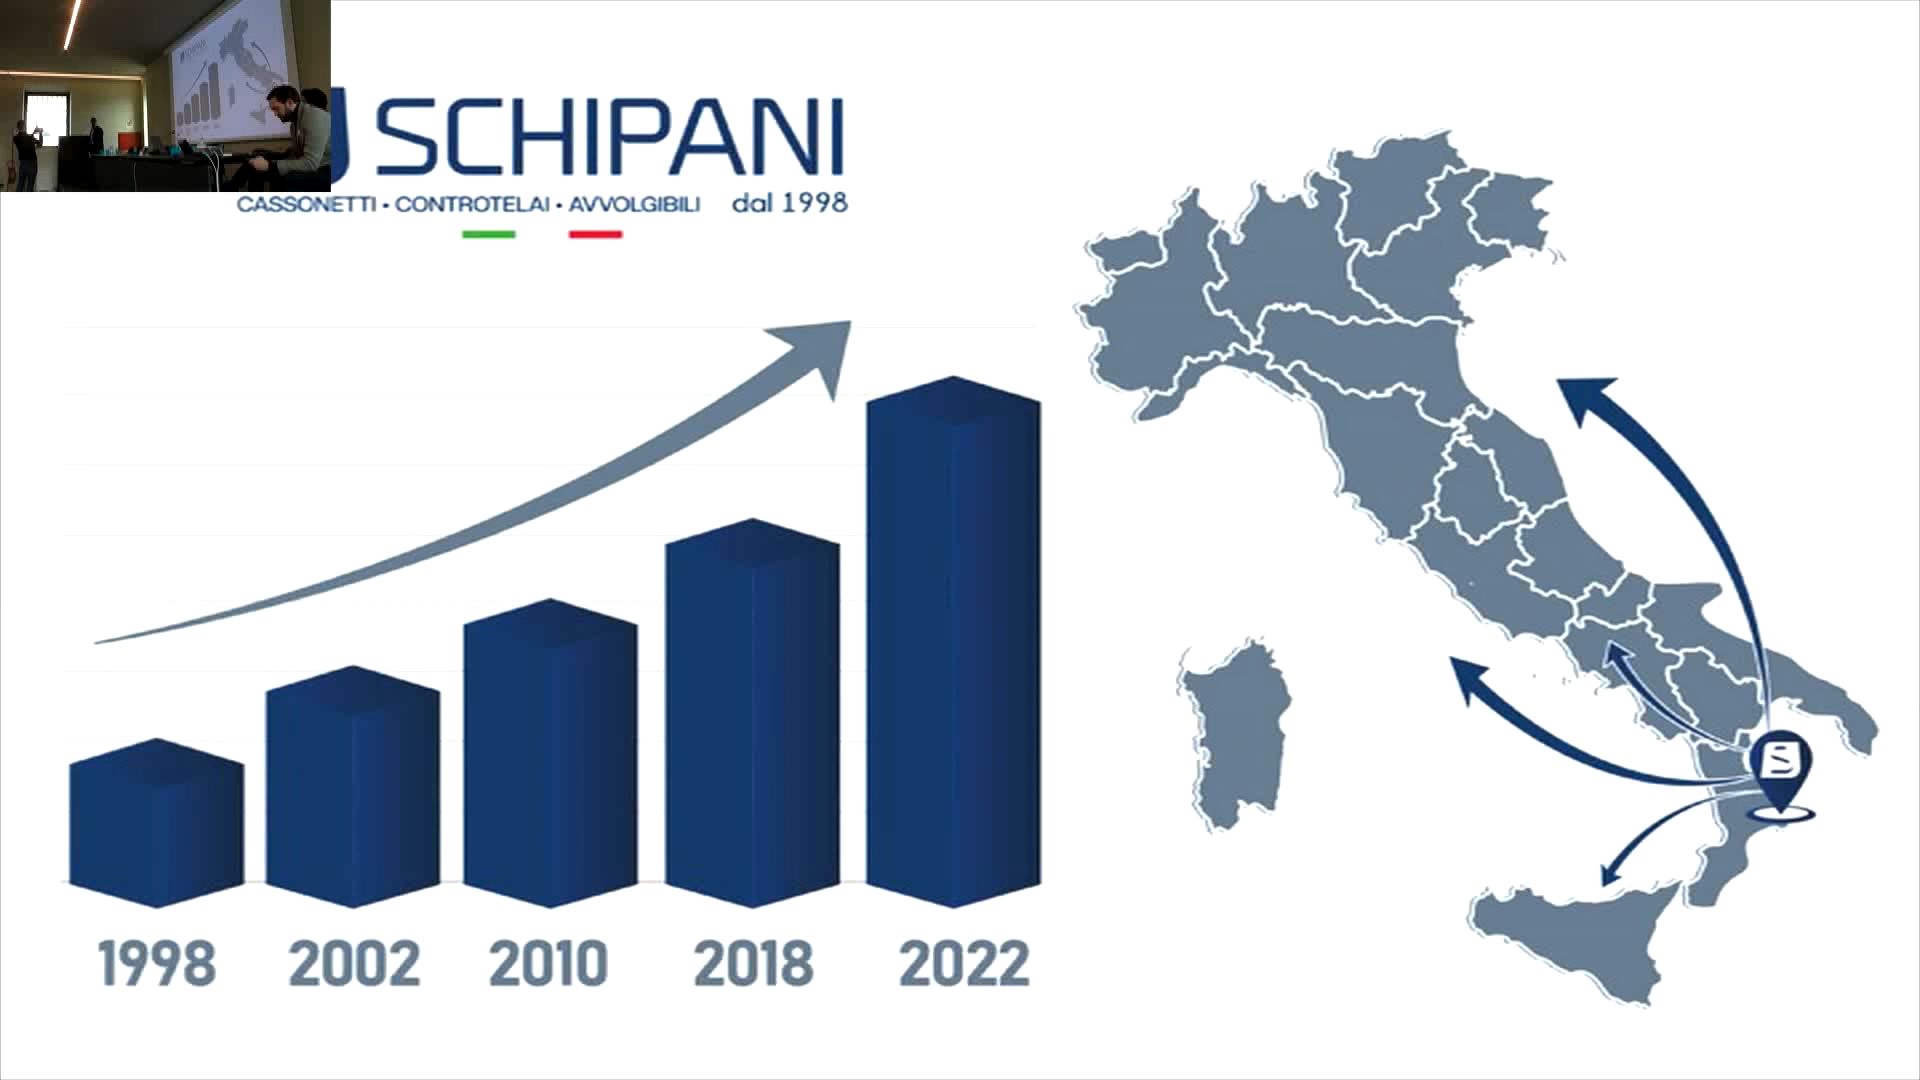 SCHIPANI
CASSONETTI • CONTROTELAI • AVVOLGIBILI dal 1998
1998
2002
2010
2018
2022
S